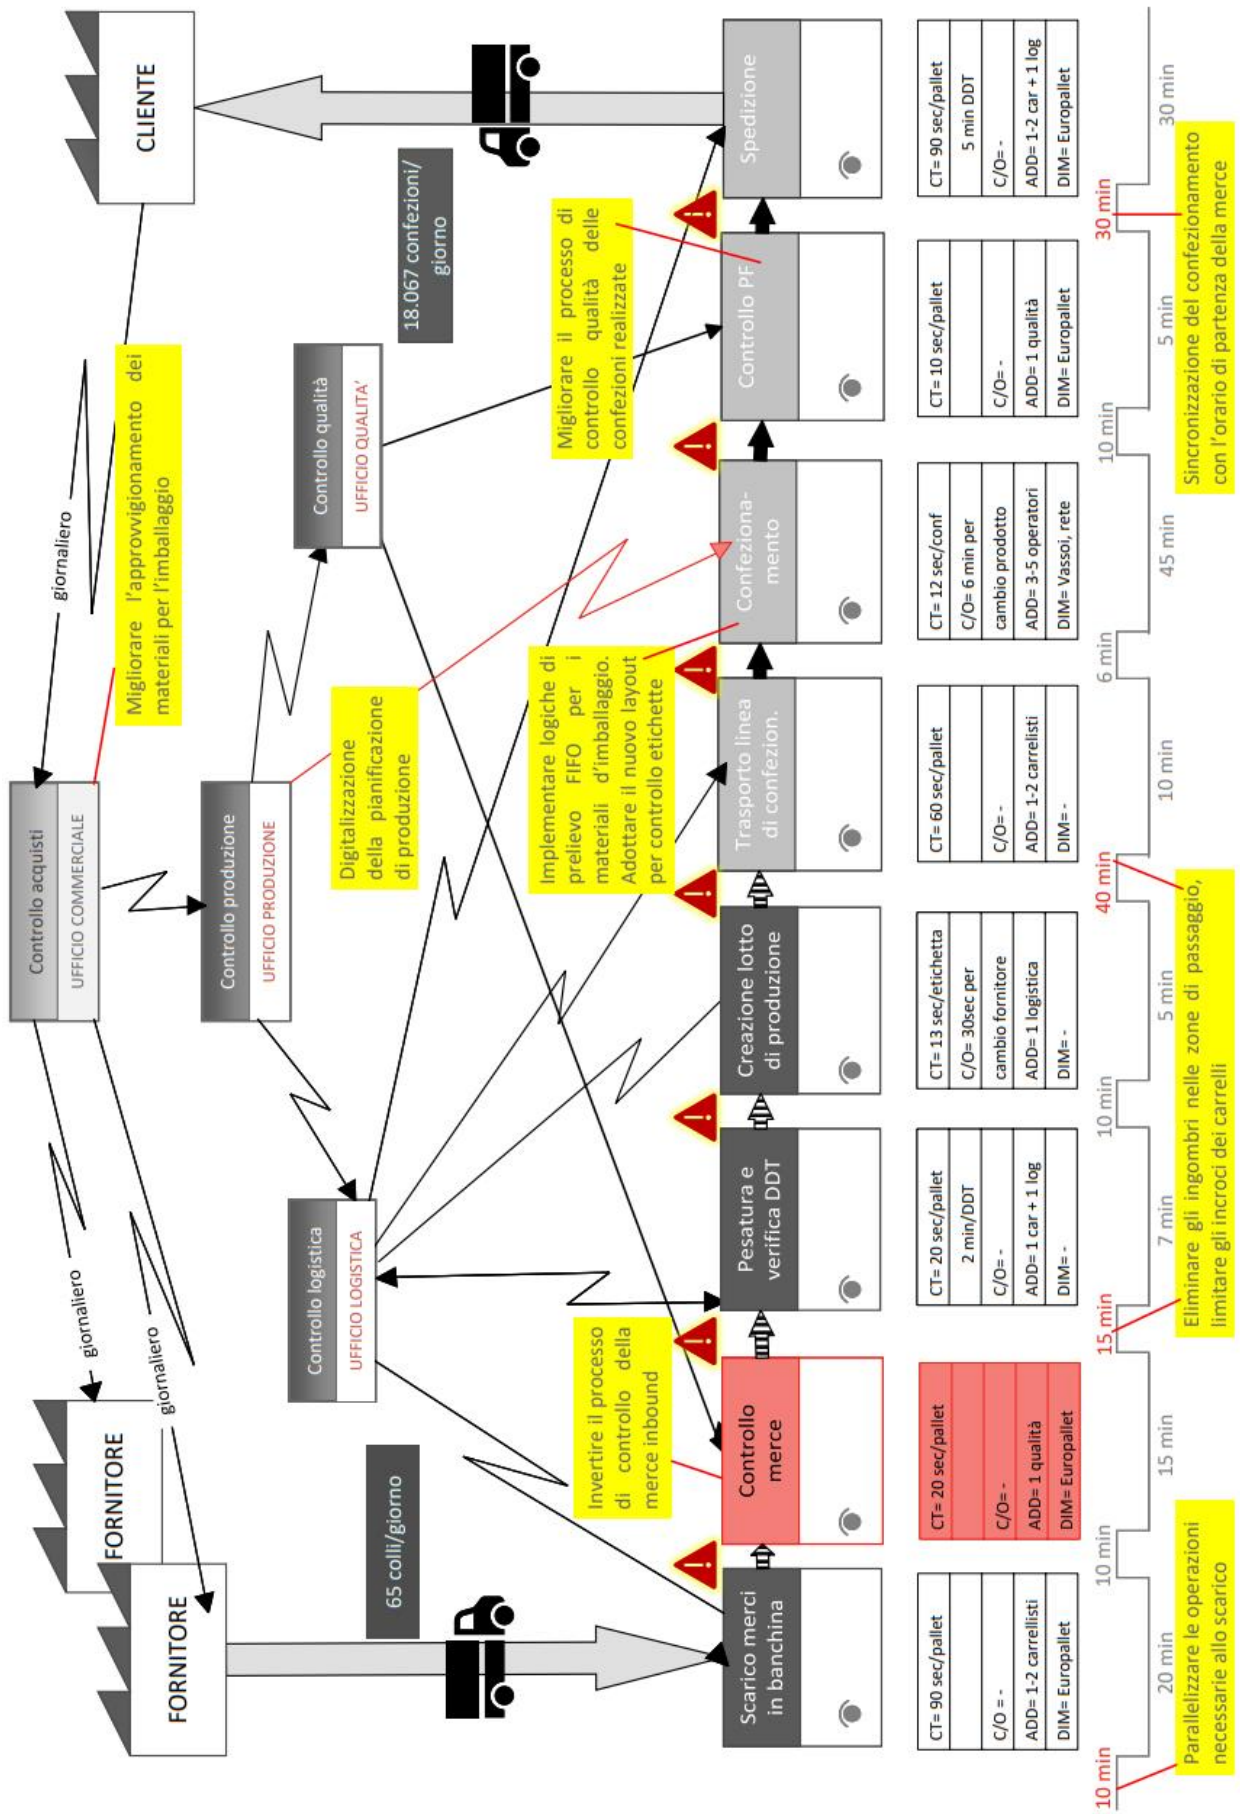 FORNITORE
FORNITORE
giornaliero
giornaliero
giornaliero
CLIENTE
Controllo acquisti
UFFICIO COMMERCIALE
Migliorare l'approvvigionamento dei
materiali per l'imballaggio
Controllo produzione
UFFICIO PRODUZIONE
Controllo logistica
UFFICIO LOGISTICA
Controllo qualità
UFFICIO QUALITA'
Digitalizzazione
della pianificazione
di produzione
65 colli/giorno
18.067 confezioni/
giorno
Invertire il processo
di controllo della
merce inbound
Implementare logiche di
prelievo FIFO per i
materiali d'imballaggio.
Adottare il nuovo layout
per controllo etichette
Migliorare il processo di
controllo qualità delle
confezioni realizzate
Scarico merci
in banchina
Controllo
merce
Pesatura e
verifica DDT
Creazione lotto
di produzione
Trasporto linea
di confezion.
Confeziona-
mento
Controllo PF
Spedizione
CT= 90 sec/pallet
C/O = -
ADD= 1-2 carrellisti
DIM= Europallet
CT= 20 sec/pallet
C/O= -
ADD= 1 qualità
DIM= Europallet
CT= 20 sec/pallet
2 min/DDT
C/O= -
ADD= 1 car + 1 log
DIM= -
CT= 13 sec/etichetta
C/O= 30sec per
cambio fornitore
ADD= 1 logistica
DIM= -
CT= 60 sec/pallet
C/O= -
ADD= 1-2 carrelisti
DIM= -
CT= 12 sec/conf
C/O= 6 min per
cambio prodotto
ADD= 3-5 operatori
DIM= Vassoi, rete
CT= 10 sec/pallet
C/O= -
ADD= 1 qualità
DIM= Europallet
CT= 90 sec/pallet
5 min DDT
C/O= -
ADD= 1-2 car + 1 log
DIM= Europallet
10 min
20 min
10 min
15 min
15 min
7 min
10 min
5 min
40 min
10 min
6 min
45 min
10 min
5 min
30 min
30 min
Parallelizzare le operazioni
necessarie allo scarico
Eliminare gli ingombri nelle zone di passaggio,
limitare gli incroci dei carrelli
Sincronizzazione del confezionamento
con l'orario di partenza della merce